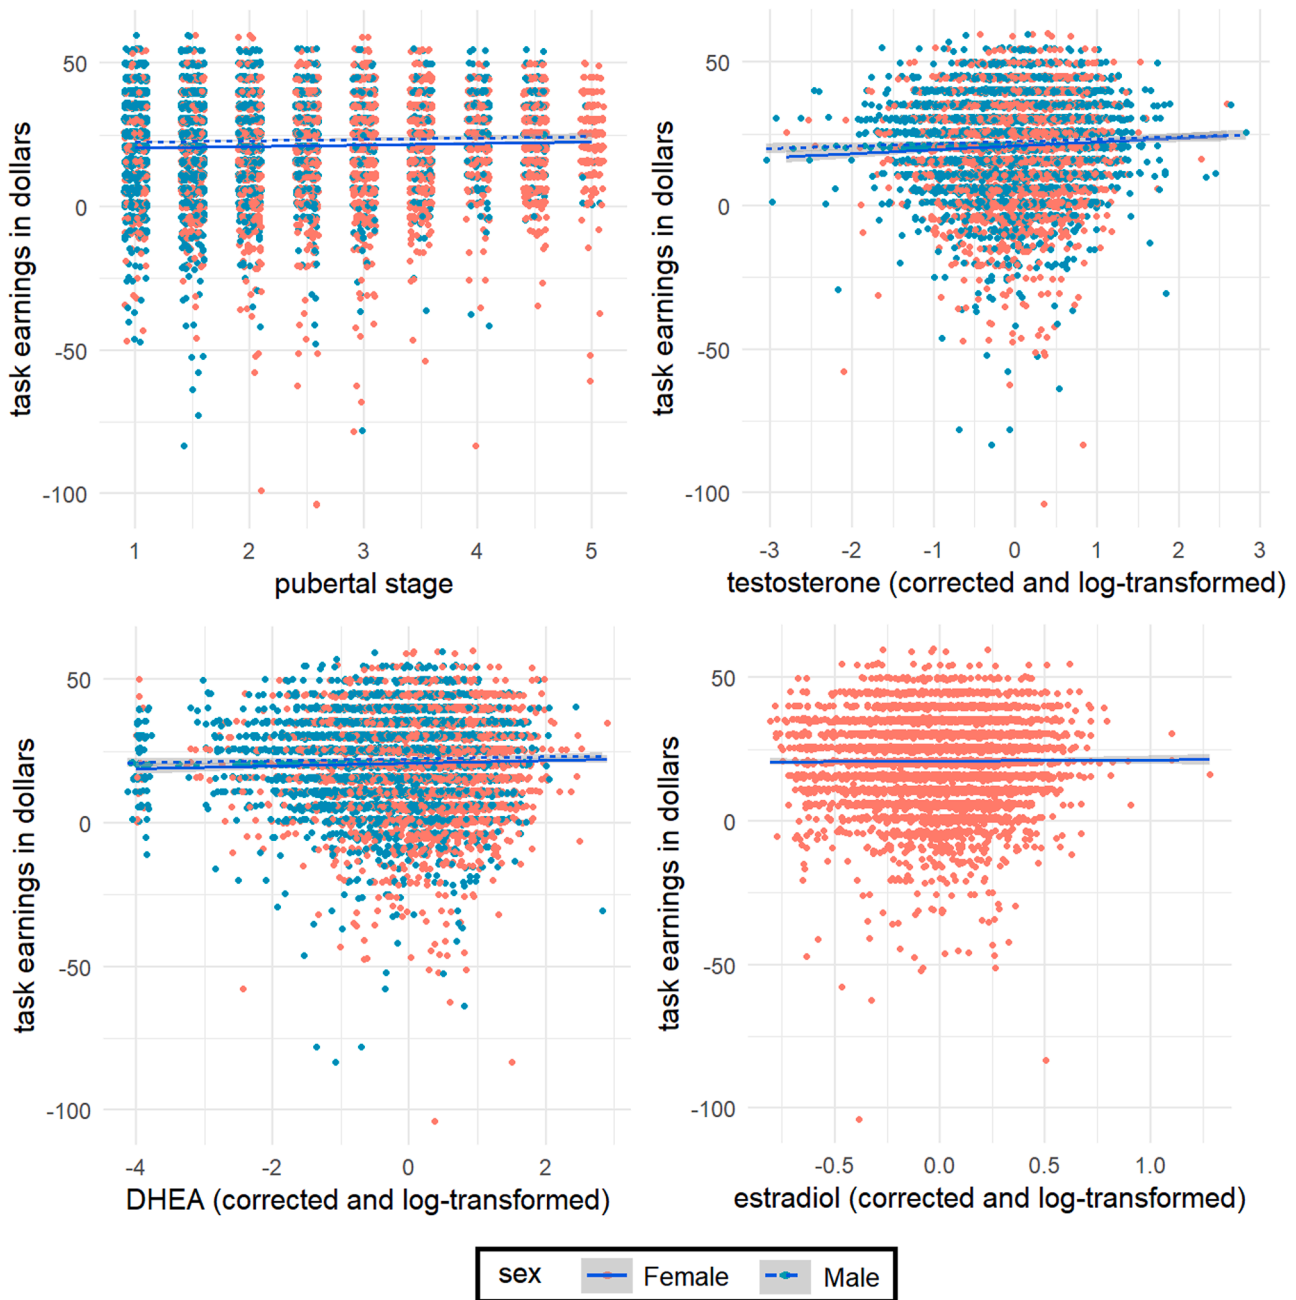 task earnings in dollars
50
0
-50
-100
1 2 3 4 5
pubertal stage
task earnings in dollars
50
0
-50
-100
-3 -2 -1 0 1 2 3
testosterone (corrected and log-transformed)
task earnings in dollars
50
0
-50
-100
-4 -2 0 2
DHEA (corrected and log-transformed)
task earnings in dollars
50
0
-50
-100
-0.5 0.0 0.5 1.0
estradiol (corrected and log-transformed)
sex Female Male